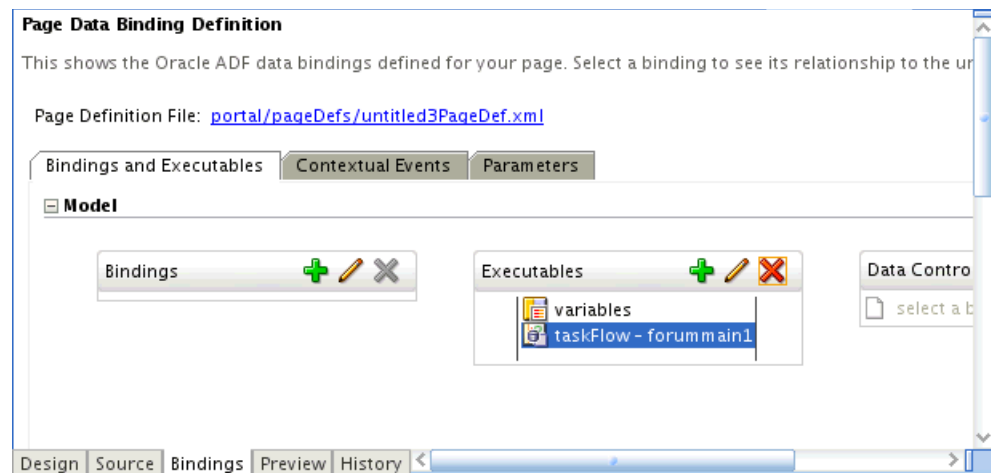 Page Data Binding Definition
This shows the Oracle ADF data bindings defined for your page. Select a binding to see its relationship to the
Page Definition File: portal/pageDefs/untitled3PageDef.xml
Bindings and Executables Contextual Events Parameters
Model
Bindings Executables Data Contro
variables select a b
taskFlow - forummain1
Design Source Bindings Preview History